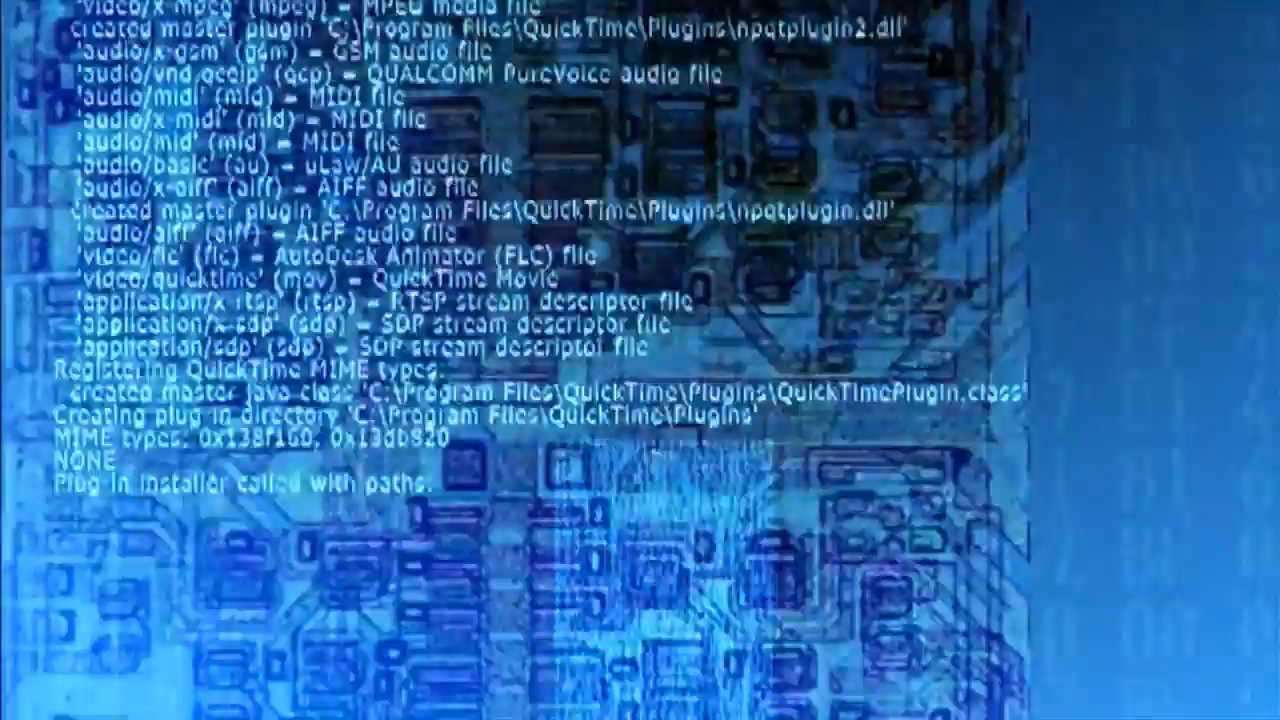 'video/x-mpeg' (mpeg) - MPEG media file
created master plugin 'C:\Program Files\QuickTime\Plugins\npqtplugin2.dll'
'audio/x-gsm' (gsm) - GSM audio file
'audio/vnd.qcelp' (qcp) - QUALCOMM PureVoice audio file
'audio/midi' (mid) - MIDI file
'audio/x-midi' (mid) - MIDI file
'audio/mid' (mid) - MIDI file
'audio/basic' (au) - uLaw/AU audio file
'audio/x-aiff' (aiff) - AIFF audio file
created master plugin 'C:\Program Files\QuickTime\Plugins\npqtplugin.dll'
'audio/aiff' (aiff) - AIFF audio file
'video/flc' (flc) - AutoDesk Animator (FLC) file
'video/quicktime' (mov) - QuickTime Movie
'application/x-rtsp' (rtsp) - RTSP stream descriptor file
'application/x-sdp' (sdp) - SDP stream descriptor file
'application/sdp' (sdp) - SDP stream descriptor file
Registering QuickTime MIME types:
created master java class 'C:\Program Files\QuickTime\Plugins\QuickTimePlugin.class'
Creating plug-in directory 'C:\Program Files\QuickTime\Plugins'
MIME types: 0x138f160, 0x13db920
NONE
Plug-in installer called with paths: